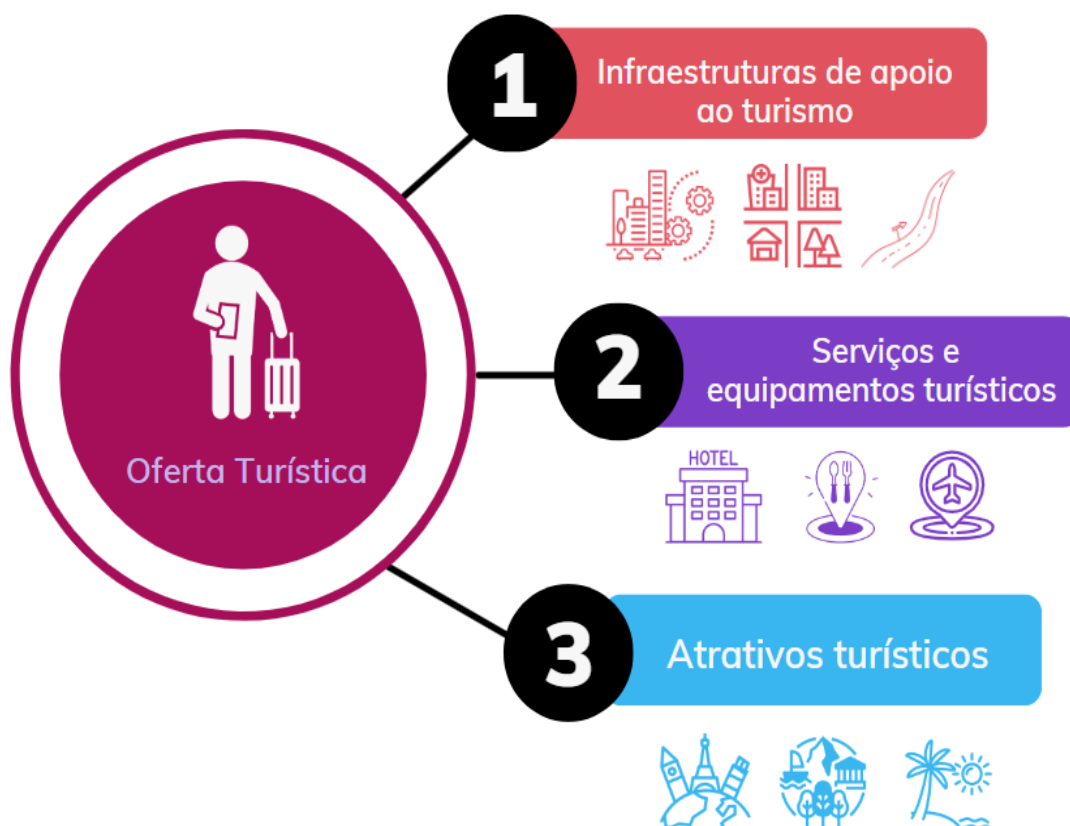 1
Infraestruturas de apoio
ao turismo
2
Serviços e
equipamentos turísticos
HOTEL
Oferta Turística
3
Atrativos turísticos